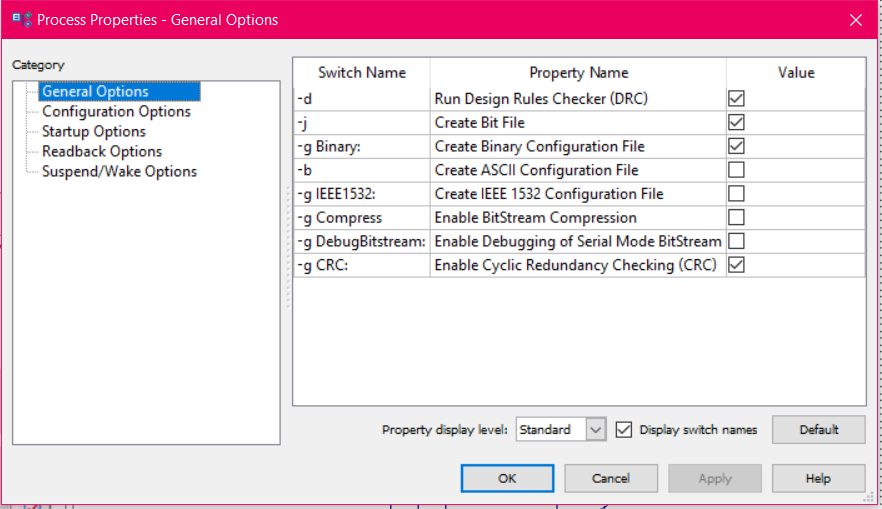 Process Properties - General Options
Category
General Options
Configuration Options
Startup Options
Readback Options
Suspend/Wake Options
Switch Name Property Name Value
-d Run Design Rules Checker (DRC)
-j Create Bit File
-g Binary: Create Binary Configuration File
-b Create ASCII Configuration File
-g IEEE1532: Create IEEE 1532 Configuration File
-g Compress Enable BitStream Compression
-g DebugBitstream: Enable Debugging of Serial Mode BitStream
-g CRC: Enable Cyclic Redundancy Checking (CRC)
Property display level: Standard Display switch names Default
OK Cancel Apply Help